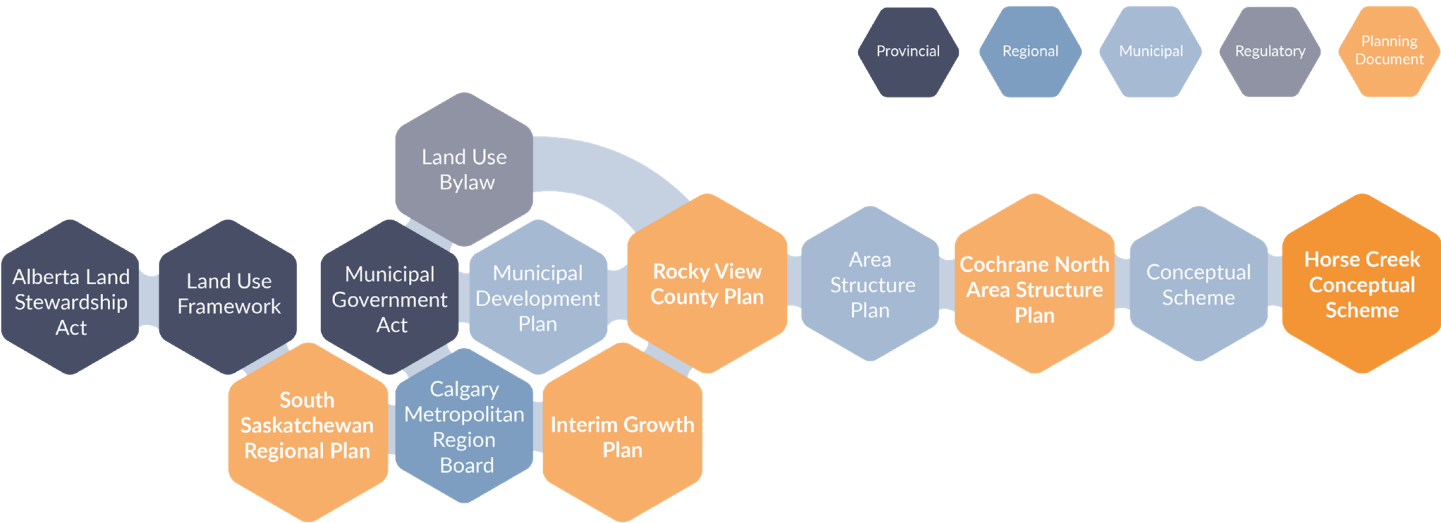 Provincial
Regional
Municipal
Regulatory
Planning
Document
Land Use
Bylaw
Alberta Land
Stewardship
Act
Land Use
Framework
Municipal
Government
Act
Municipal
Development
Plan
Rocky View
County Plan
Area
Structure
Plan
Cochrane North
Area Structure
Plan
Conceptual
Scheme
Horse Creek
Conceptual
Scheme
South
Saskatchewan
Regional Plan
Calgary
Metropolitan
Region
Board
Interim Growth
Plan